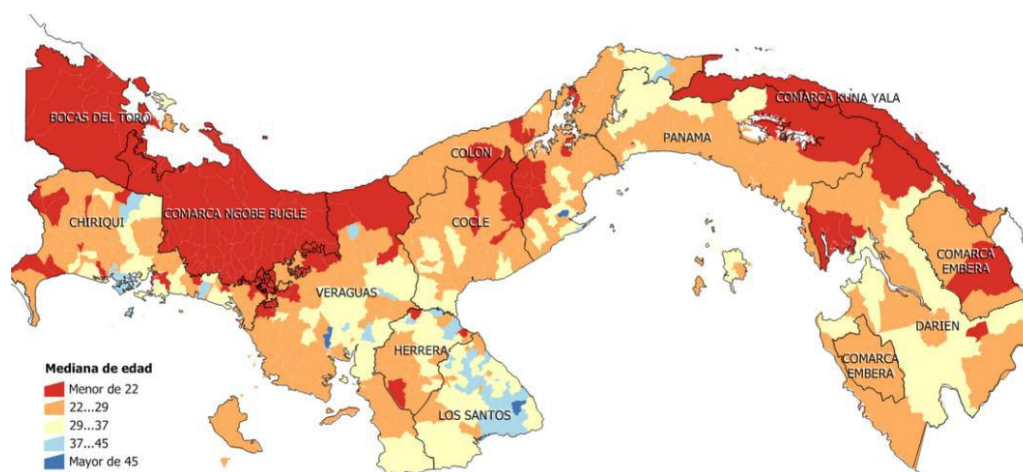 BOCAS DEL TORO
COMARCA KUNA YALA
COLON
PANAMA
CHIRIQUI
COMARCA NGOBE BUGLE
COCLE
COMARCA
EMBERA
VERAGUAS
DARIEN
HERRERA
COMARCA
EMBERA
LOS SANTOS
Mediana de edad
Menor de 22
22...29
29...37
37...45
Mayor de 45